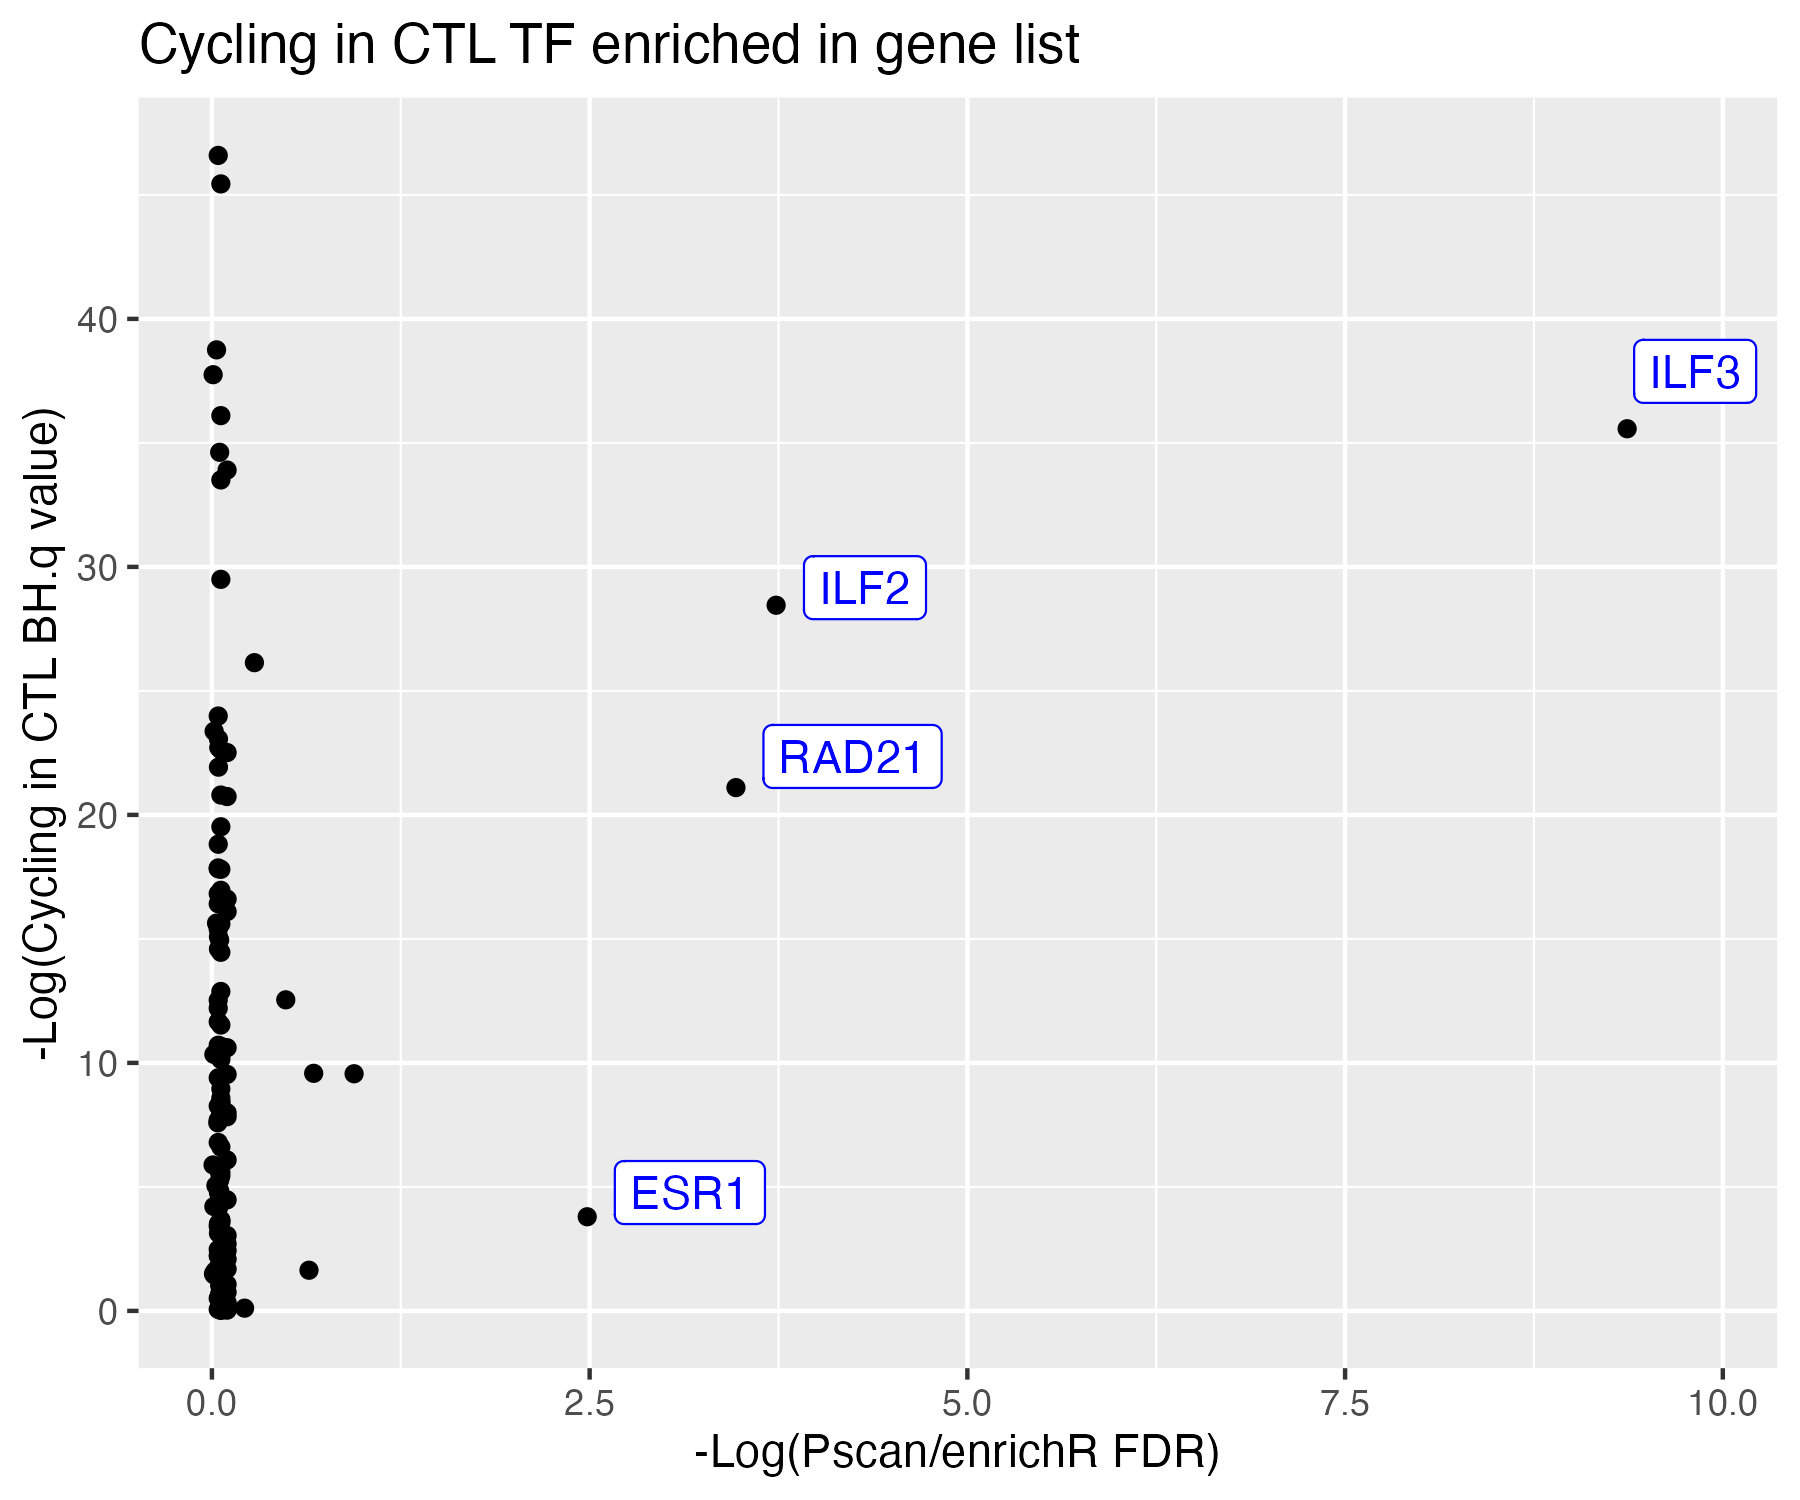 Cycling in CTL TF enriched in gene list
-Log(Cycling in CTL BH.q value)
40
30
20
10
0
ILF3
ILF2
RAD21
ESR1
0.0 2.5 5.0 7.5 10.0
-Log(Pscan/enrichR FDR)